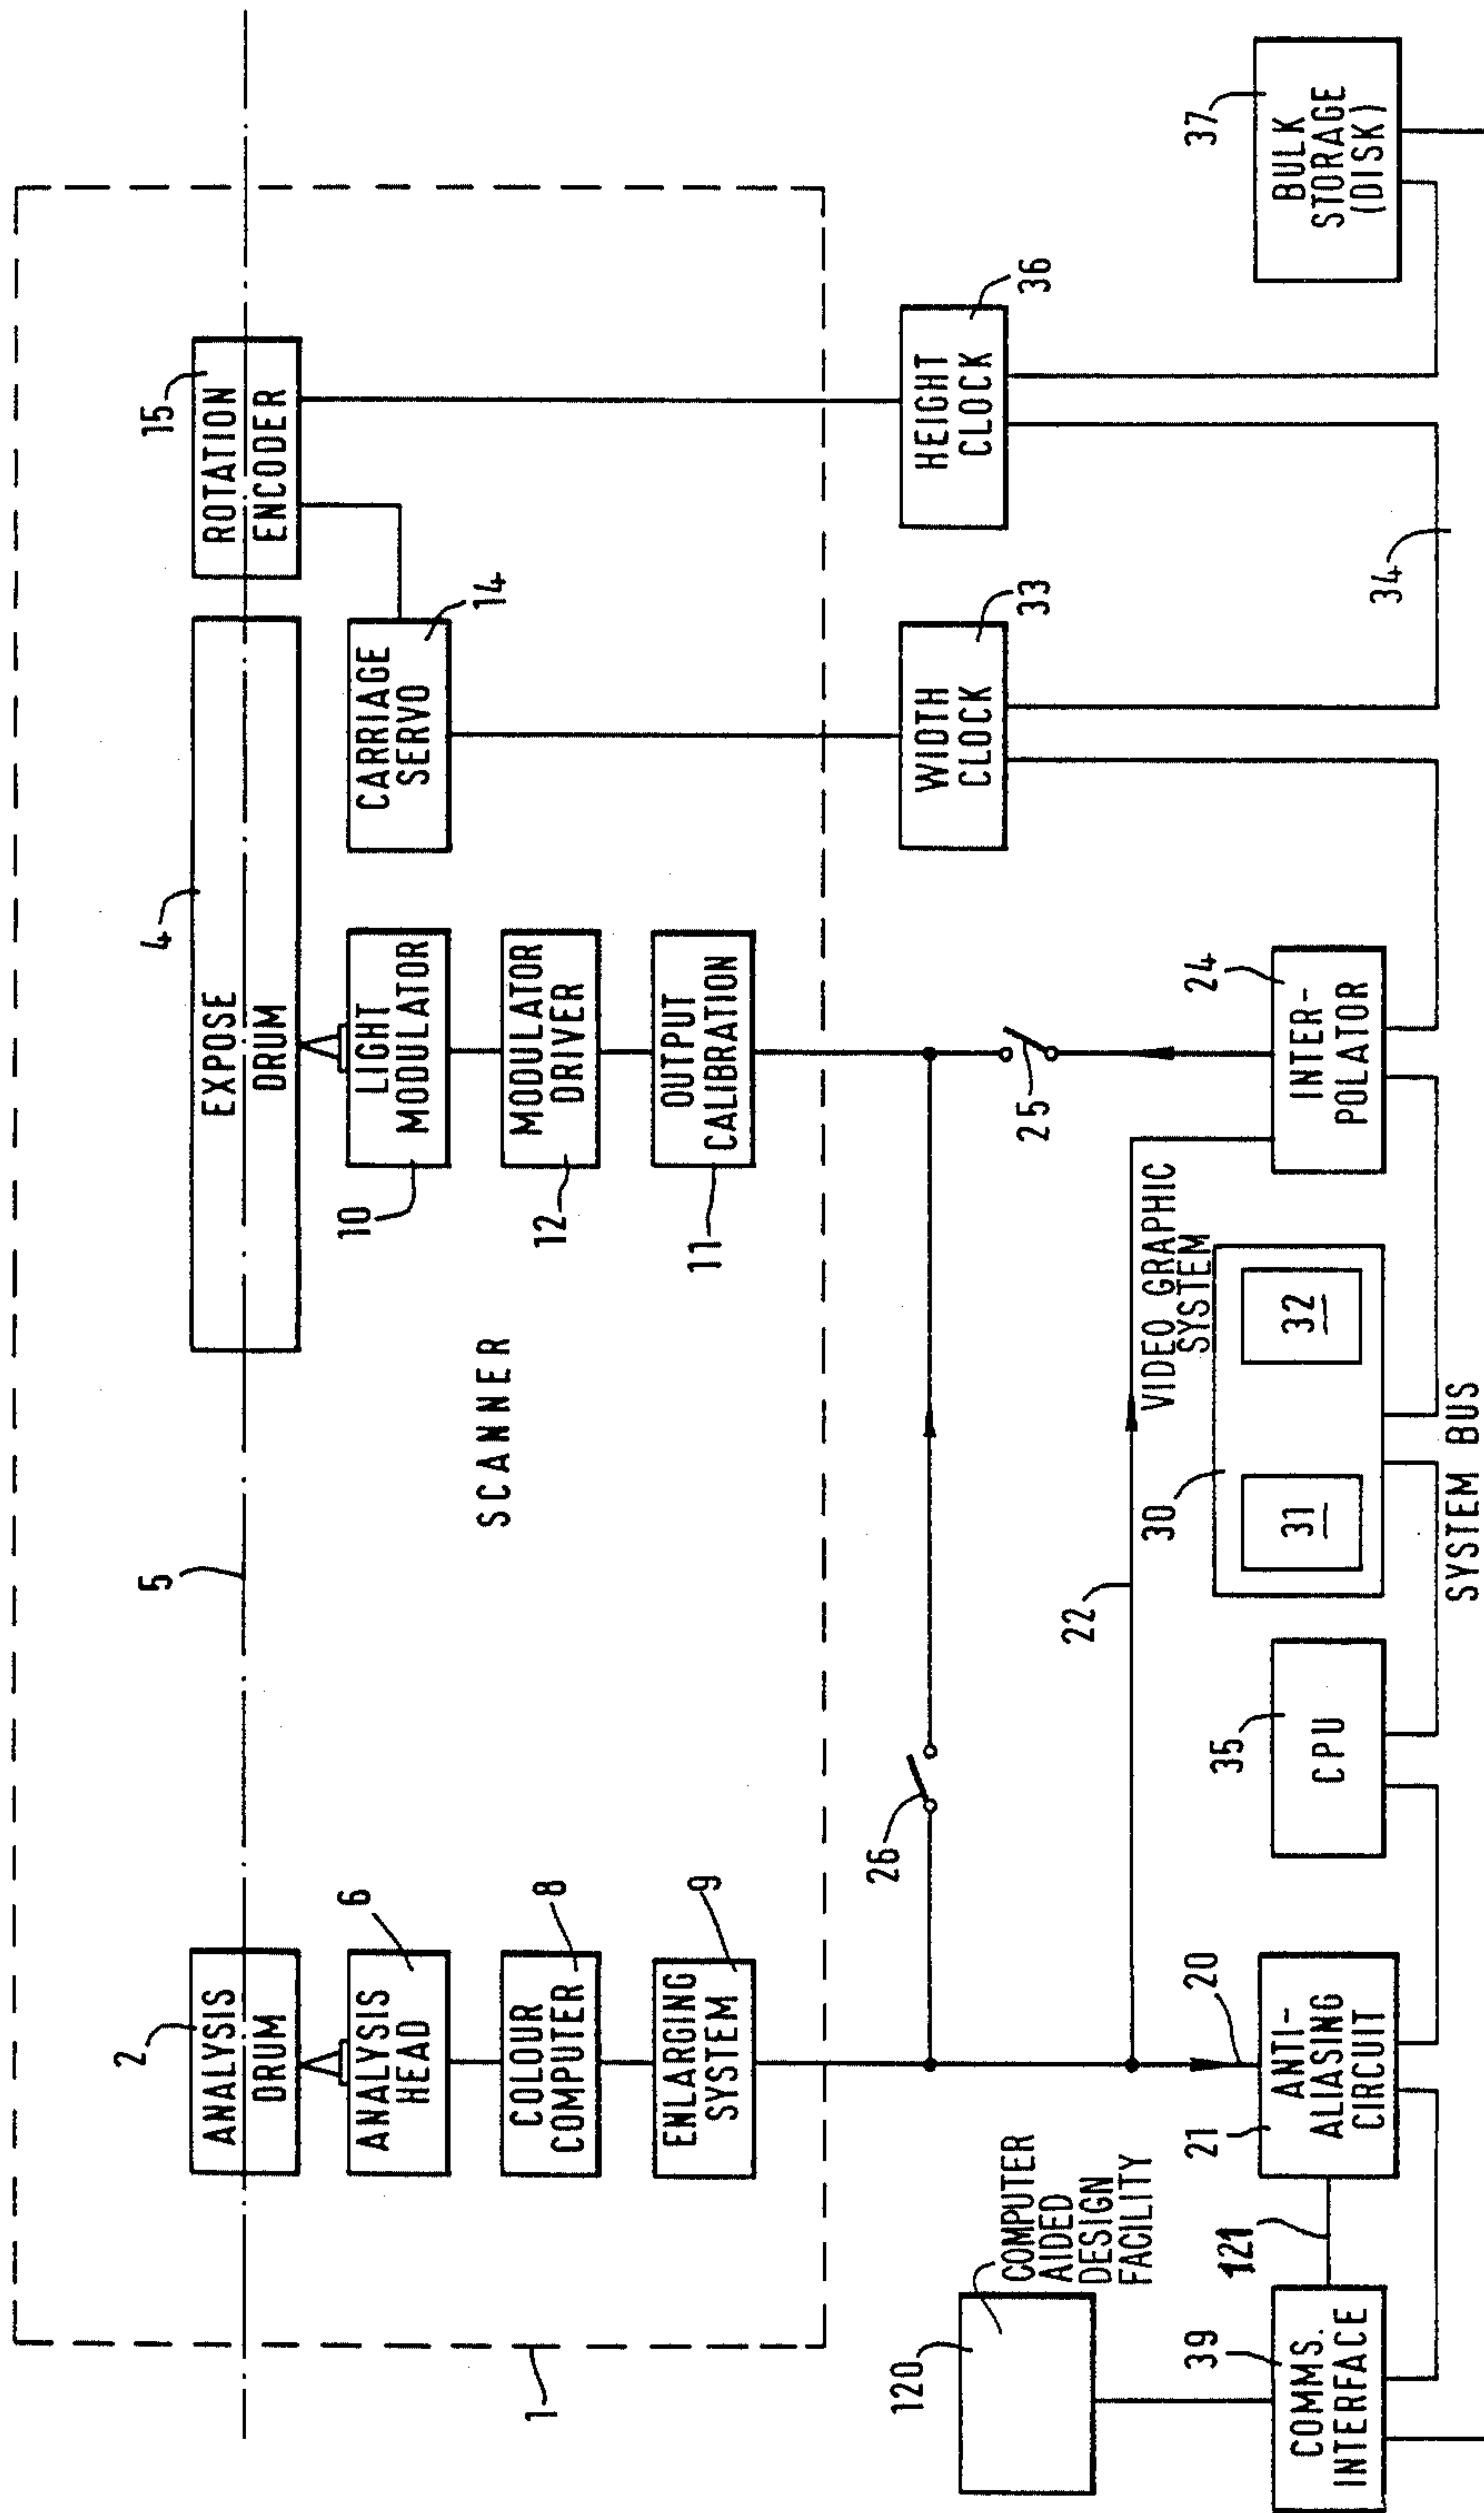 2
ANALYSIS
DRUM
5
4
EXPOSE
DRUM
15
ROTATION
ENCODER
ANALYSIS
HEAD
6
10
LIGHT
MODULATOR
CARRIAGE
SERVO
14
COLOUR
COMPUTER
8
SCANNER
12
MODULATOR
DRIVER
ENLARGING
SYSTEM
9
11
OUTPUT
CALIBRATION
1
26
25
WIDTH
CLOCK
33
HEIGHT
CLOCK
36
120
COMPUTER
AIDED
DESIGN
FACILITY
22
VIDEO GRAPHIC
SYSTEM
39
COMMS.
INTERFACE
121
21
20
ANTI-
ALIASING
CIRCUIT
35
CPU
30
31
32
24
INTER-
POLATOR
37
BULK
STORAGE
(DISK)
SYSTEM BUS
34